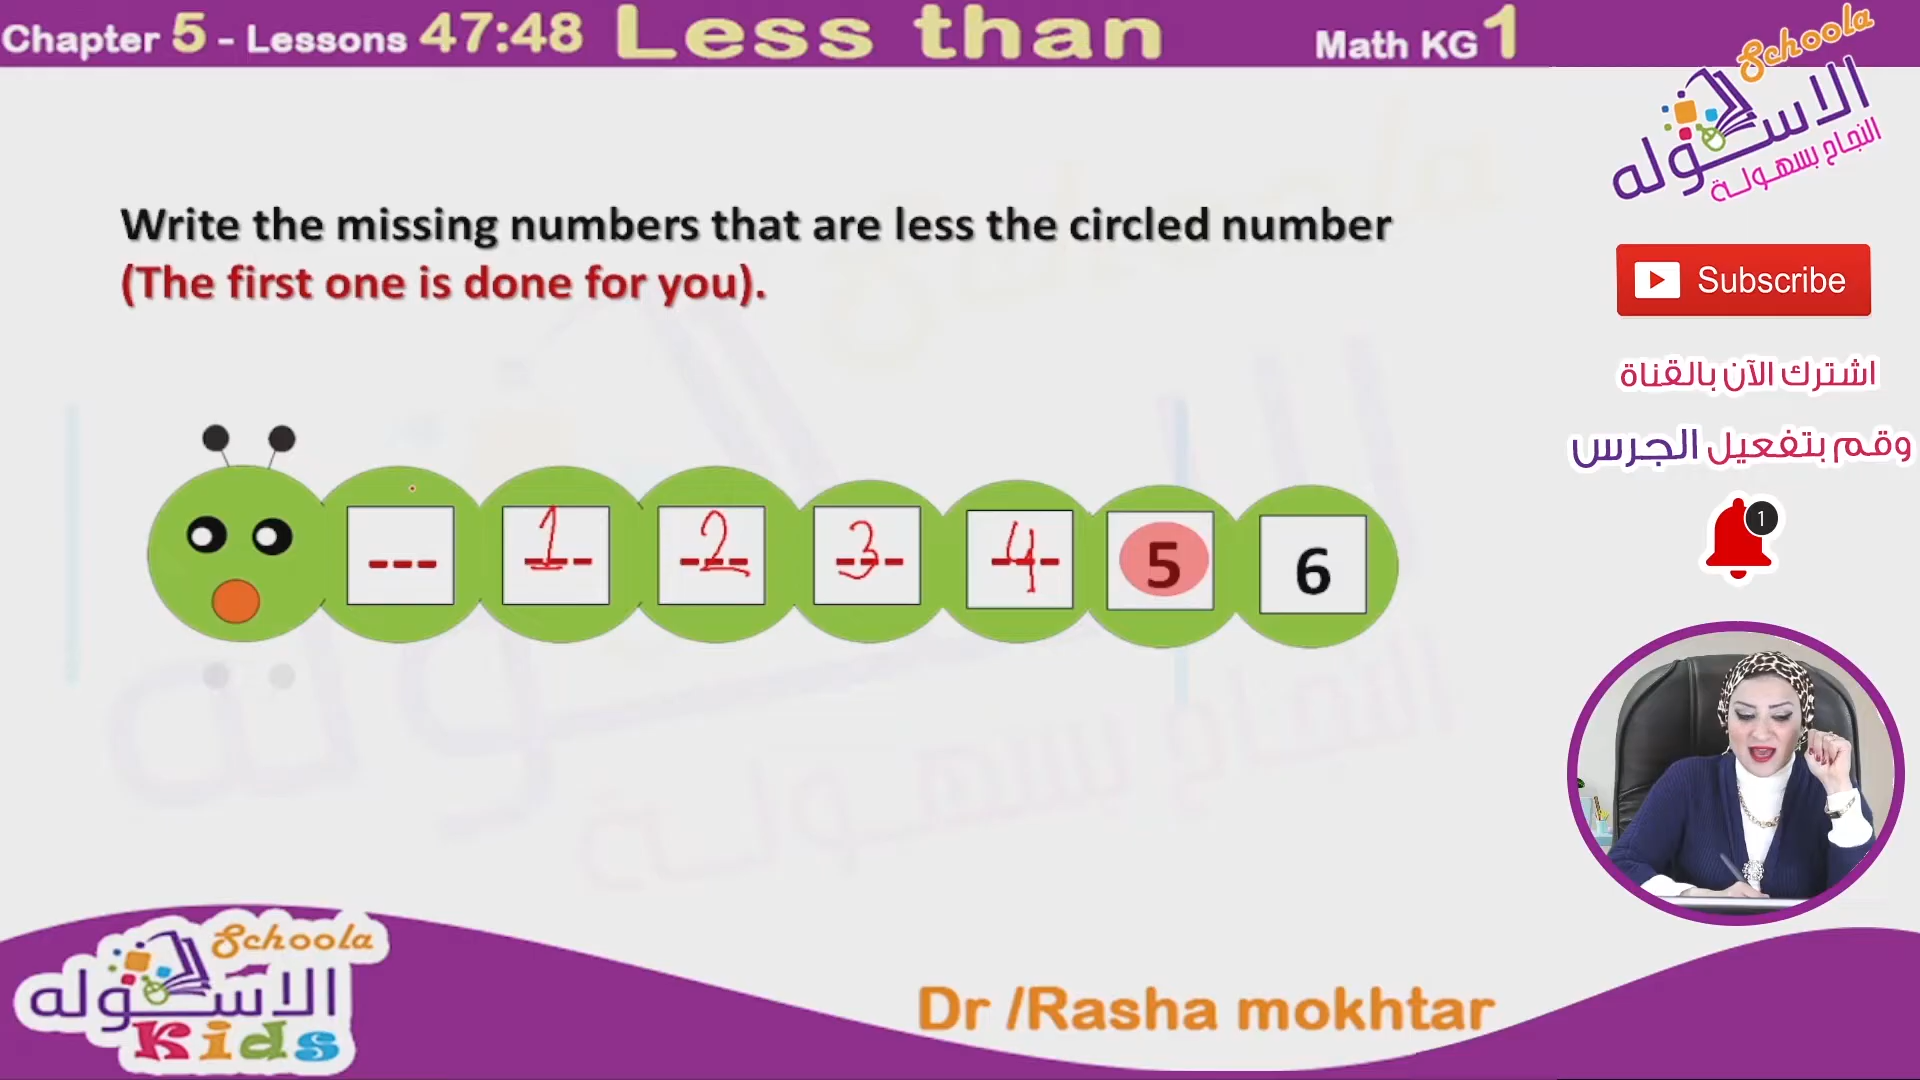 Chapter 5 - Lessons 47:48 Less than Math KG 1
Schoola
الاسكوله
النجاح بسهولة
Write the missing numbers that are less the circled number
(The first one is done for you).
Subscribe
اشترك الآن بالقناة
وقم بتفعيل الجرس
1
--- 1 2 3 4 5 6
Schoola
الاسكوله
Kids
Dr /Rasha mokhtar